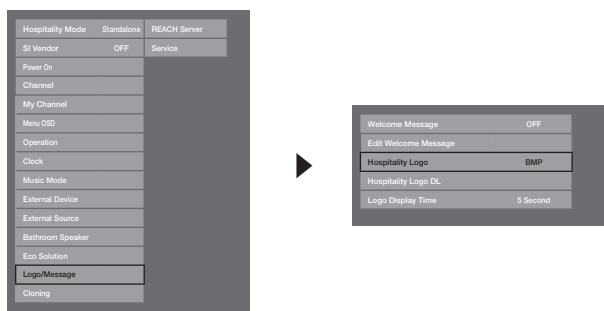 Hospitality Mode Standalone REACH Server
SI Vendor OFF Service
Power On
Channel
My Channel
Menu OSD
Operation
Clock
Music Mode
External Device
External Source
Bathroom Speaker
Eco Solution
Logo/Message
Cloning
Welcome Message OFF
Edit Welcome Message
Hospitality Logo BMP
Hospitality Logo DL
Logo Display Time 5 Second